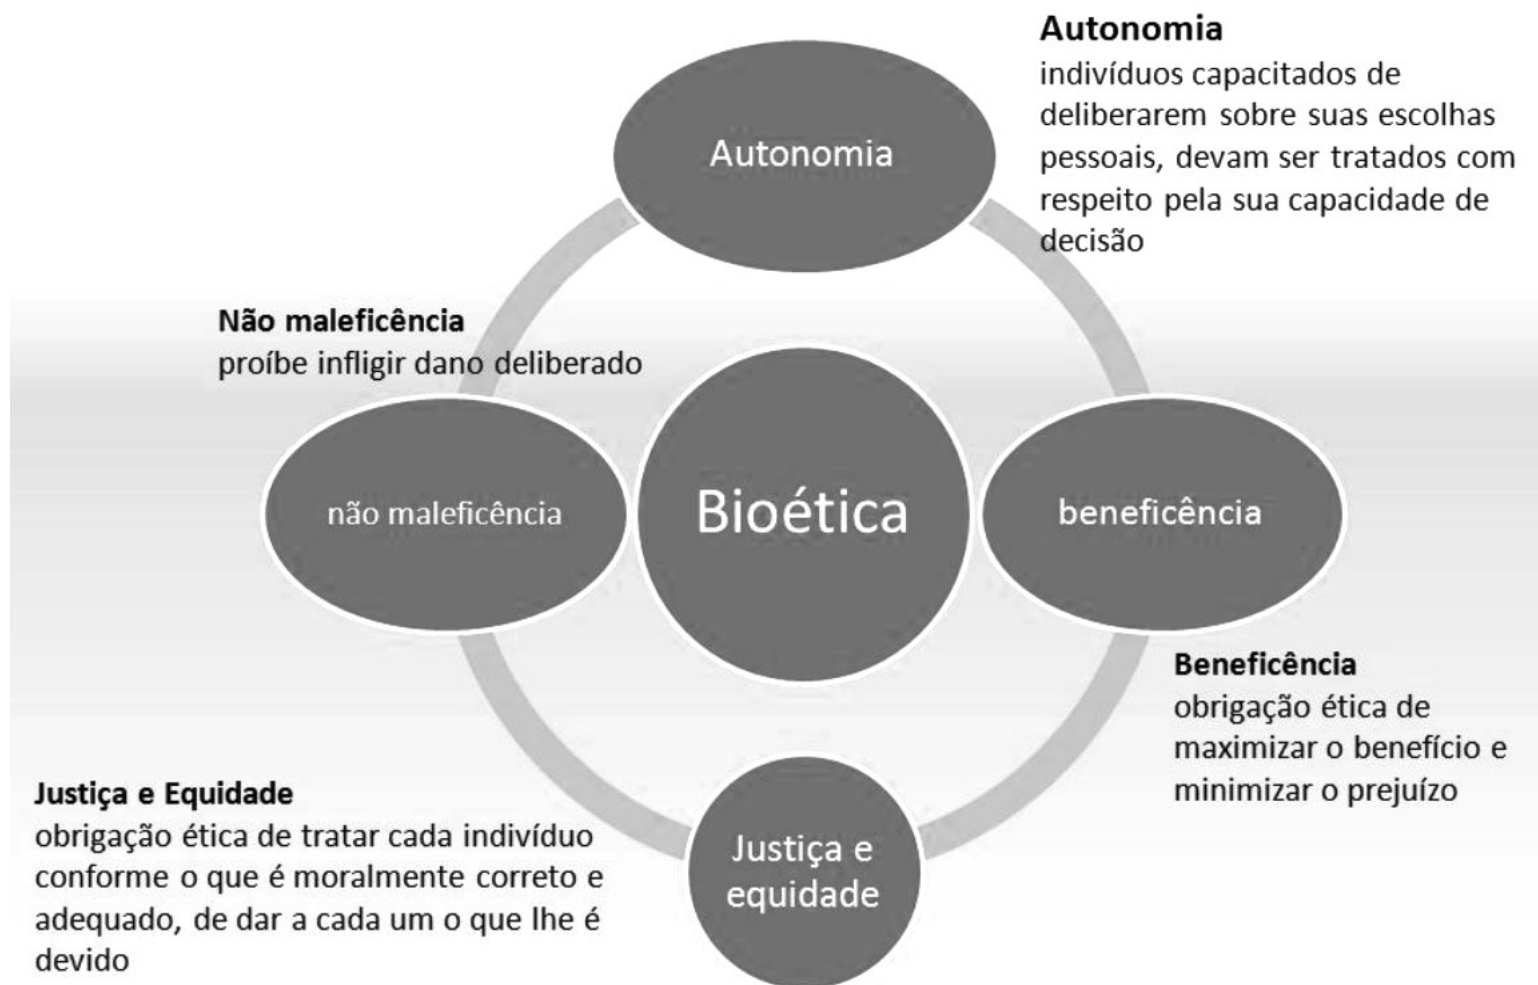 Autonomia
indivíduos capacitados de
deliberarem sobre suas escolhas
pessoais, devam ser tratados com
respeito pela sua capacidade de
decisão
Autonomia
Não maleficência
proíbe infligir dano deliberado
não maleficência
Bioética
beneficência
Beneficência
obrigação ética de
maximizar o benefício e
minimizar o prejuízo
Justiça e Equidade
obrigação ética de tratar cada indivíduo
conforme o que é moralmente correto e
adequado, de dar a cada um o que lhe é
devido
Justiça e
equidade